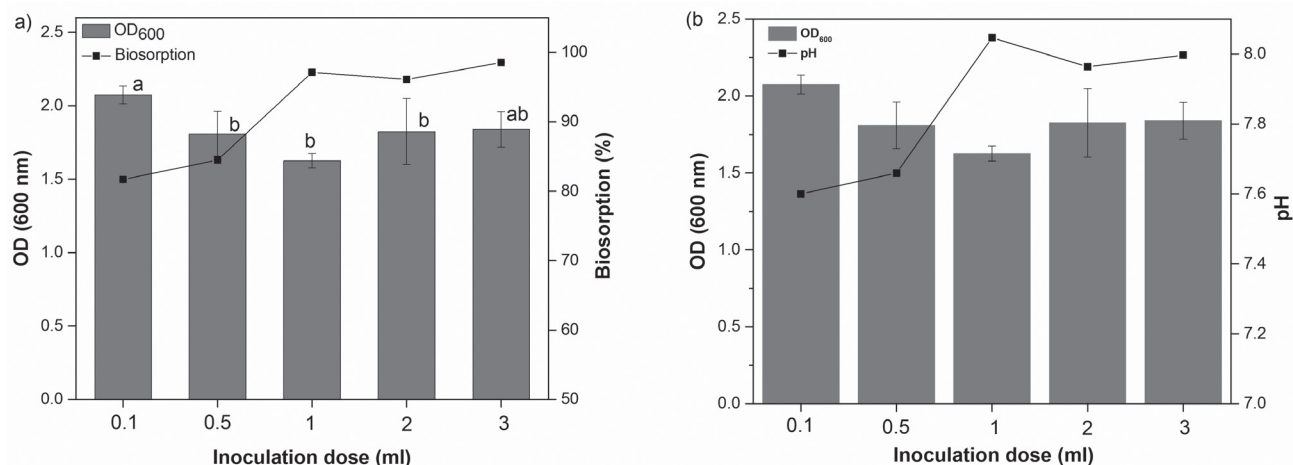 a)
OD600
Biosorption
a
b
b
b
ab
2.5
2.0
1.5
1.0
0.5
0.0
OD (600 nm)
100
90
80
70
60
50
Biosorption (%)
0.1 0.5 1 2 3
Inoculation dose (ml)
(b)
OD600
pH
2.5
2.0
1.5
1.0
0.5
0.0
OD (600 nm)
8.0
7.8
7.6
7.4
7.2
7.0
pH
0.1 0.5 1 2 3
Inoculation dose (ml)